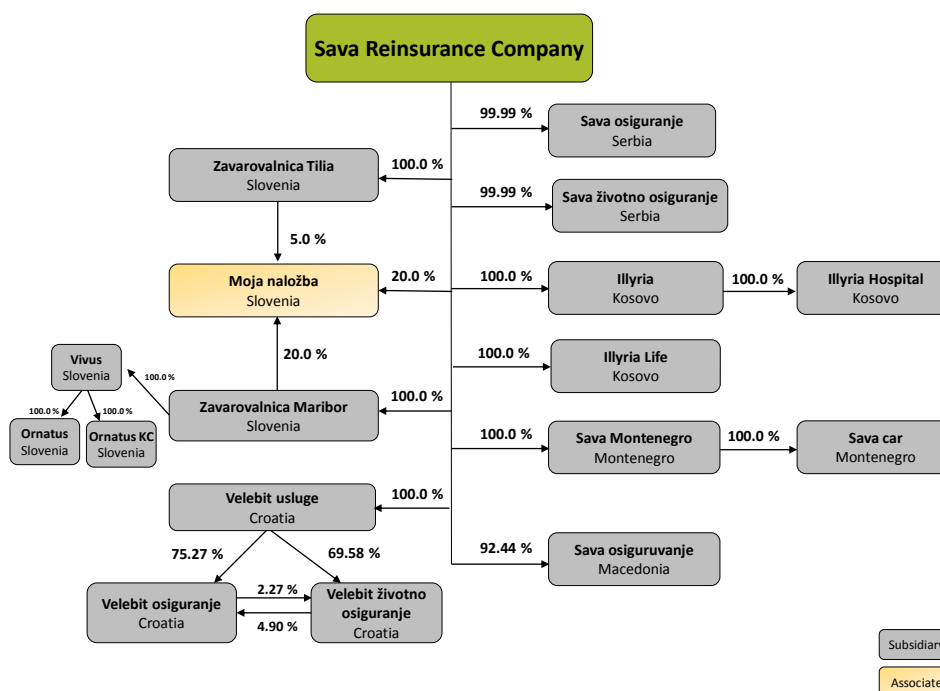 Sava Reinsurance Company
99.99 %
Sava osiguranje
Serbia
Zavarovalnica Tilia
Slovenia
100.0 %
99.99 %
Sava životno osiguranje
Serbia
5.0 %
Moja naložba
Slovenia
20.0 %
100.0 %
Illyria
Kosovo
100.0 %
Illyria Hospital
Kosovo
20.0 %
100.0 %
Illyria Life
Kosovo
Vivus
Slovenia
100.0 %
Zavarovalnica Maribor
Slovenia
100.0 %
100.0 %
Sava Montenegro
Montenegro
100.0 %
Sava car
Montenegro
100.0 %
100.0 %
Ornatus
Slovenia
Ornatus KC
Slovenia
Velebit usluge
Croatia
100.0 %
92.44 %
Sava osiguruvanje
Macedonia
75.27 %
69.58 %
Velebit osiguranje
Croatia
2.27 %
4.90 %
Velebit životno
osiguranje
Croatia
Subsidiary
Associate